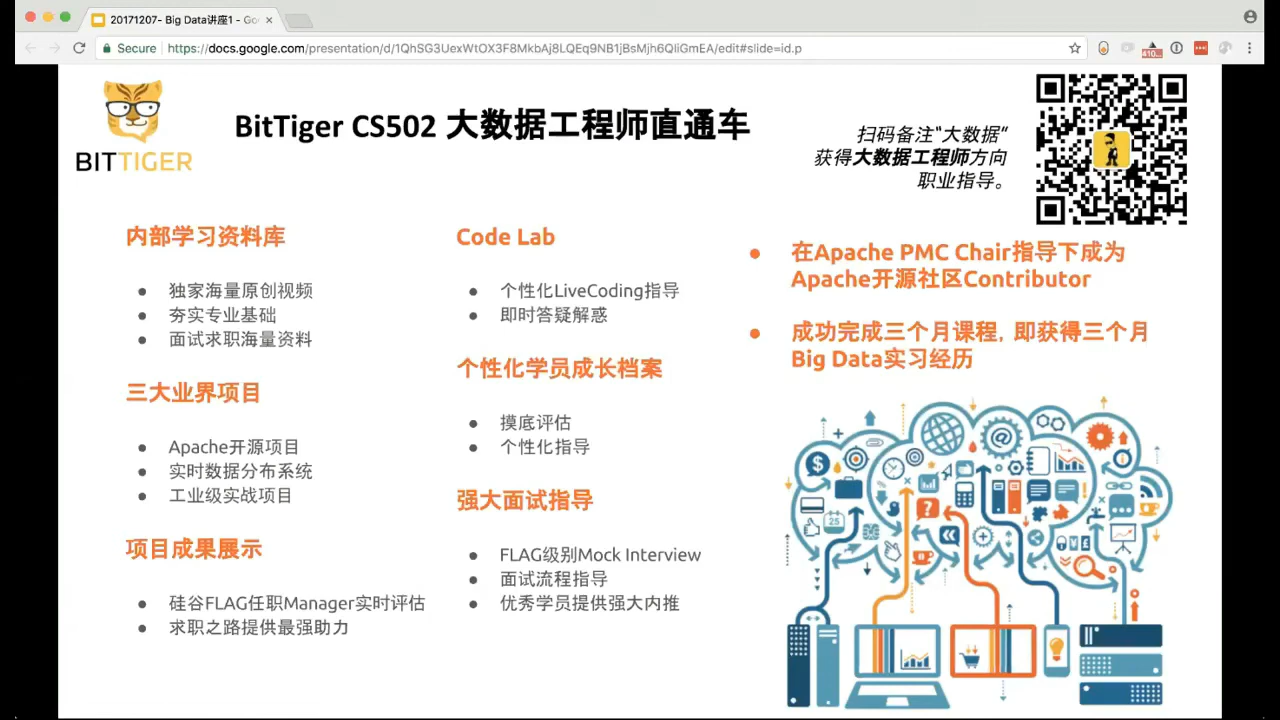 20171207- Big Data讲座1 - Go
Secure
https://docs.google.com/presentation/d/1QhSG3UexWtOX3F8MkbAj8LQEq9NB1jBsMjh6QliGmEA/edit#slide=id.p
BITTIGER
BitTiger CS502 大数据工程师直通车
扫码备注“大数据”
获得大数据工程师方向
职业指导。
内部学习资料库
独家海量原创视频
夯实专业基础
面试求职海量资料
三大业界项目
Apache开源项目
实时数据分布系统
工业级实战项目
项目成果展示
硅谷FLAG任职Manager实时评估
求职之路提供最强助力
Code Lab
个性化LiveCoding指导
即时答疑解惑
个性化学员成长档案
摸底评估
个性化指导
强大面试指导
FLAG级别Mock Interview
面试流程指导
优秀学员提供强大内推
在Apache PMC Chair指导下成为
Apache开源社区Contributor
成功完成三个月课程, 即获得三个月
Big Data实习经历
25